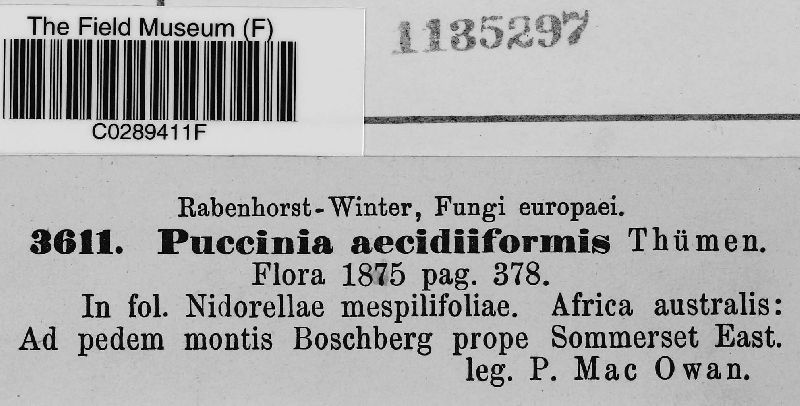 The Field Museum (F)
1135297
C0289411F
Rabenhorst-Winter, Fungi europaei.
3611. Puccinia aecidiiformis Thümen.
Flora 1875 pag. 378.
In fol. Nidorellae mespilifoliae. Africa australis:
Ad pedem montis Boschberg prope Sommerset East.
leg. P. Mac Owan.